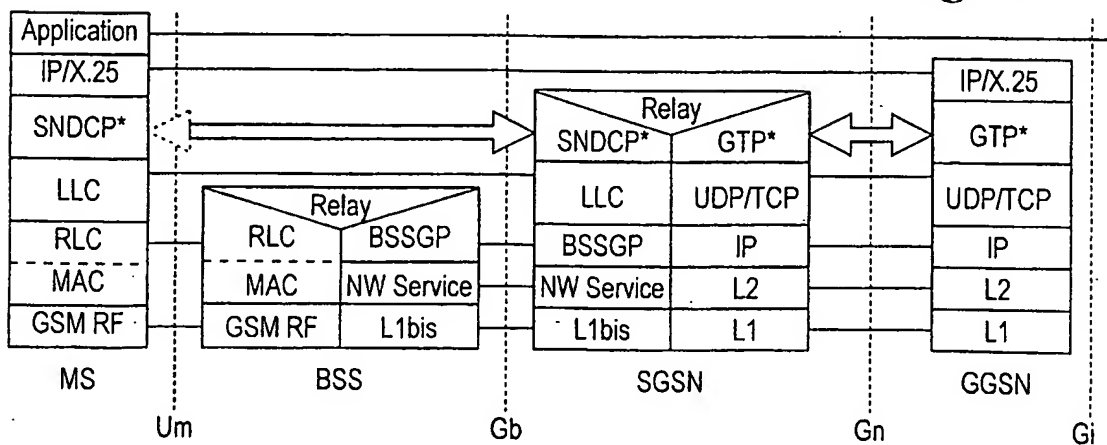 Application
IP/X.25
SNDCP*
LLC
RLC
MAC
GSM RF
MS
Um
Relay
RLC BSSGP
MAC NW Service
GSM RF L1bis
BSS
Gb
Relay
SNDCP* GTP*
LLC UDP/TCP
BSSGP IP
NW Service L2
L1bis L1
SGSN
Gn
IP/X.25
GTP*
UDP/TCP
IP
L2
L1
GGSN
Gi